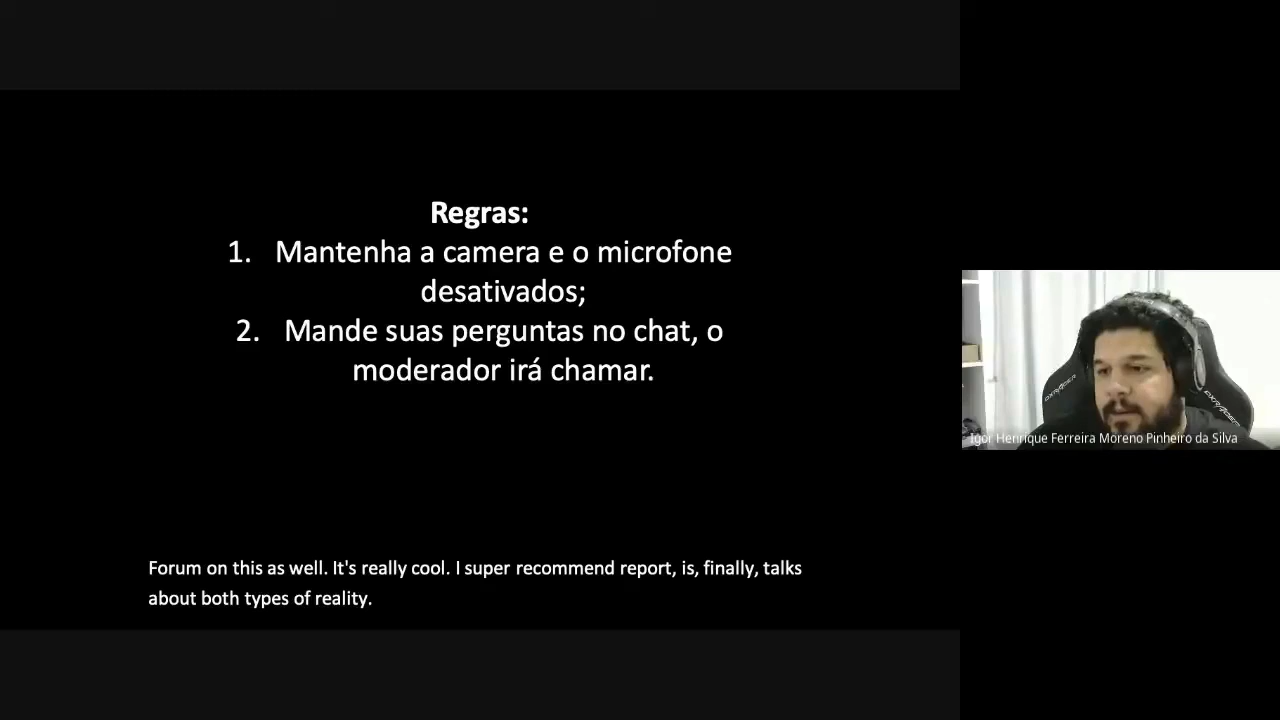 Regras:
1. Mantenha a camera e o microfone
desativados;
2. Mande suas perguntas no chat, o
moderador irá chamar.
DXRACER
DXRACER
Igor Henrique Ferreira Moreno Pinheiro da Silva
Forum on this as well. It's really cool. I super recommend report, is, finally, talks
about both types of reality.